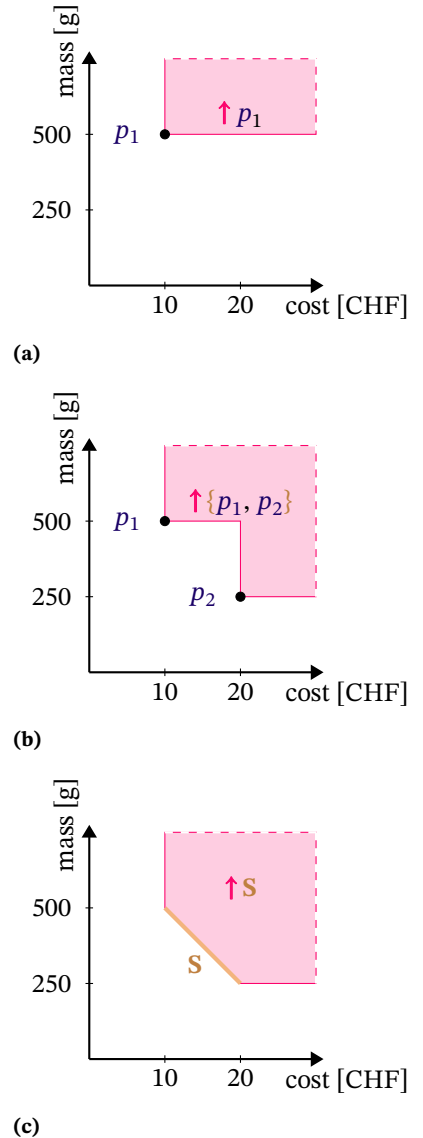 mass [g]
↑ p₁
500
p₁
250
10
20
cost [CHF]
(a)
mass [g]
↑ {p₁, p₂}
500
p₁
250
p₂
10
20
cost [CHF]
(b)
mass [g]
↑ S
500
S
250
10
20
cost [CHF]
(c)